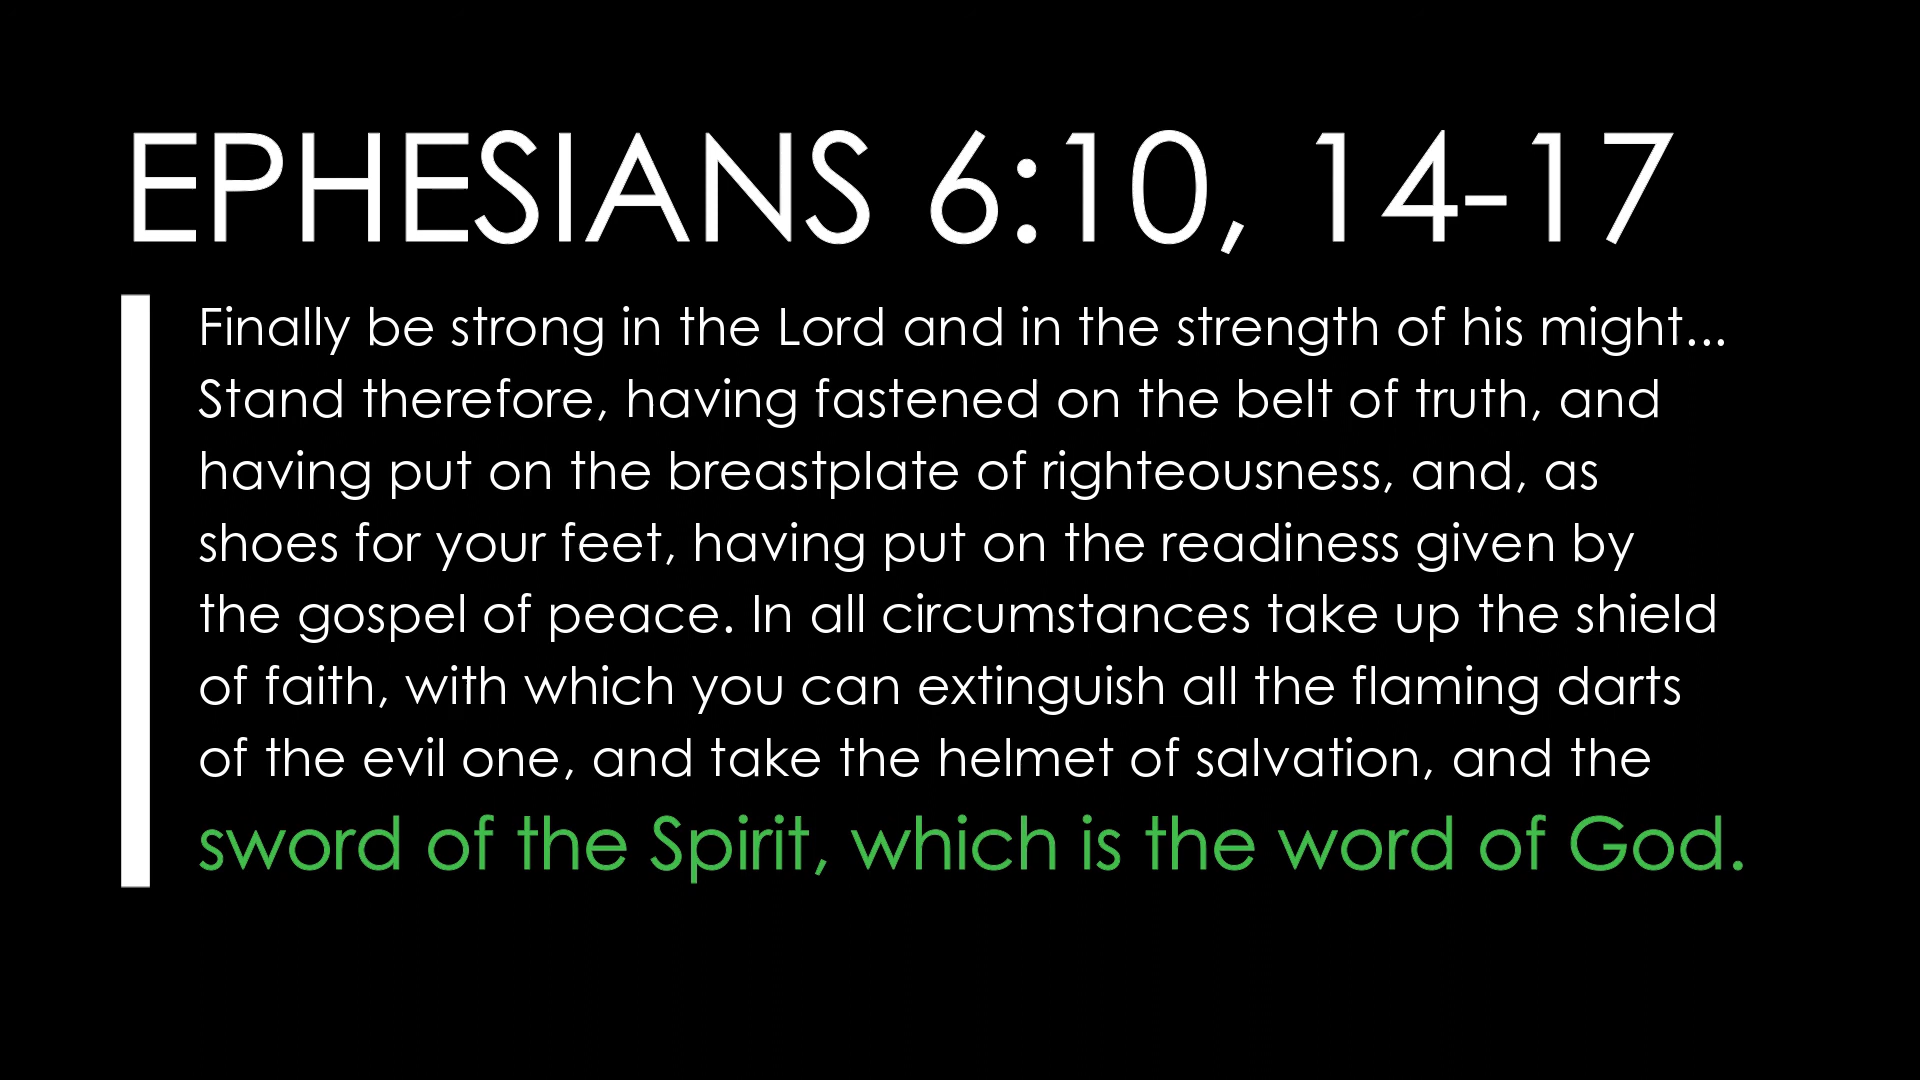 EPHESIANS 6:10, 14-17
Finally be strong in the Lord and in the strength of his might...
Stand therefore, having fastened on the belt of truth, and
having put on the breastplate of righteousness, and, as
shoes for your feet, having put on the readiness given by
the gospel of peace. In all circumstances take up the shield
of faith, with which you can extinguish all the flaming darts
of the evil one, and take the helmet of salvation, and the
sword of the Spirit, which is the word of God.